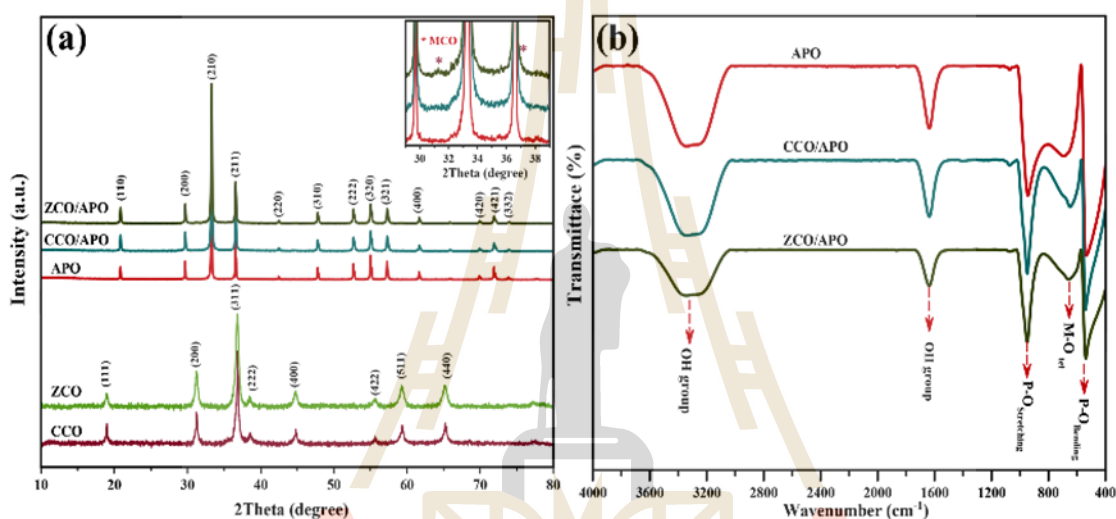 (a)
* MCO
*
*
30 33 36 38
2Theta (degree)
(110)
(200)
(210)
(211)
(220)
(310)
(222)
(320)
(321)
(400)
(420)
(421)
(332)
ZCO/APO
CCO/APO
APO
(111)
(200)
(311)
(222)
(400)
(422)
(511)
(440)
ZCO
CCO
Intensity (a.u.)
10 20 30 40 50 60 70 80
2Theta (degree)
(b)
APO
CCO/APO
ZCO/APO
OH group
OH group
P-O Stretching
M-O tet
P-O Bending
Transmittace (%)
4000 3600 3200 2800 2400 2000 1600 1200 800 400
Wavenumber (cm-1)